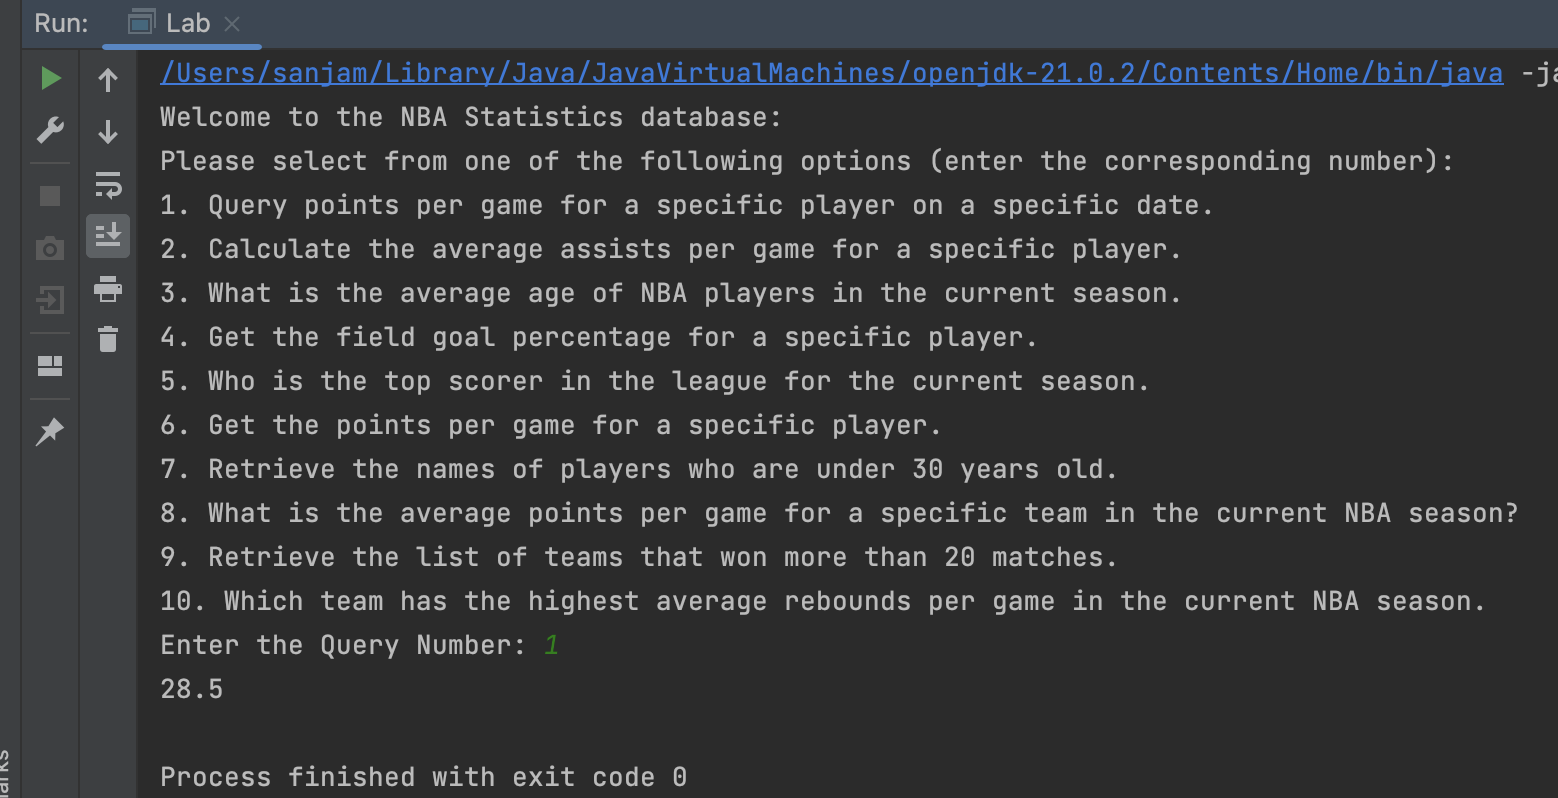 Run: Lab
/Users/sanjam/Library/Java/JavaVirtualMachines/openjdk-21.0.2/Contents/Home/bin/java
Welcome to the NBA Statistics database:
Please select from one of the following options (enter the corresponding number):
1. Query points per game for a specific player on a specific date.
2. Calculate the average assists per game for a specific player.
3. What is the average age of NBA players in the current season.
4. Get the field goal percentage for a specific player.
5. Who is the top scorer in the league for the current season.
6. Get the points per game for a specific player.
7. Retrieve the names of players who are under 30 years old.
8. What is the average points per game for a specific team in the current NBA season?
9. Retrieve the list of teams that won more than 20 matches.
10. Which team has the highest average rebounds per game in the current NBA season.
Enter the Query Number: 1
28.5
Process finished with exit code 0